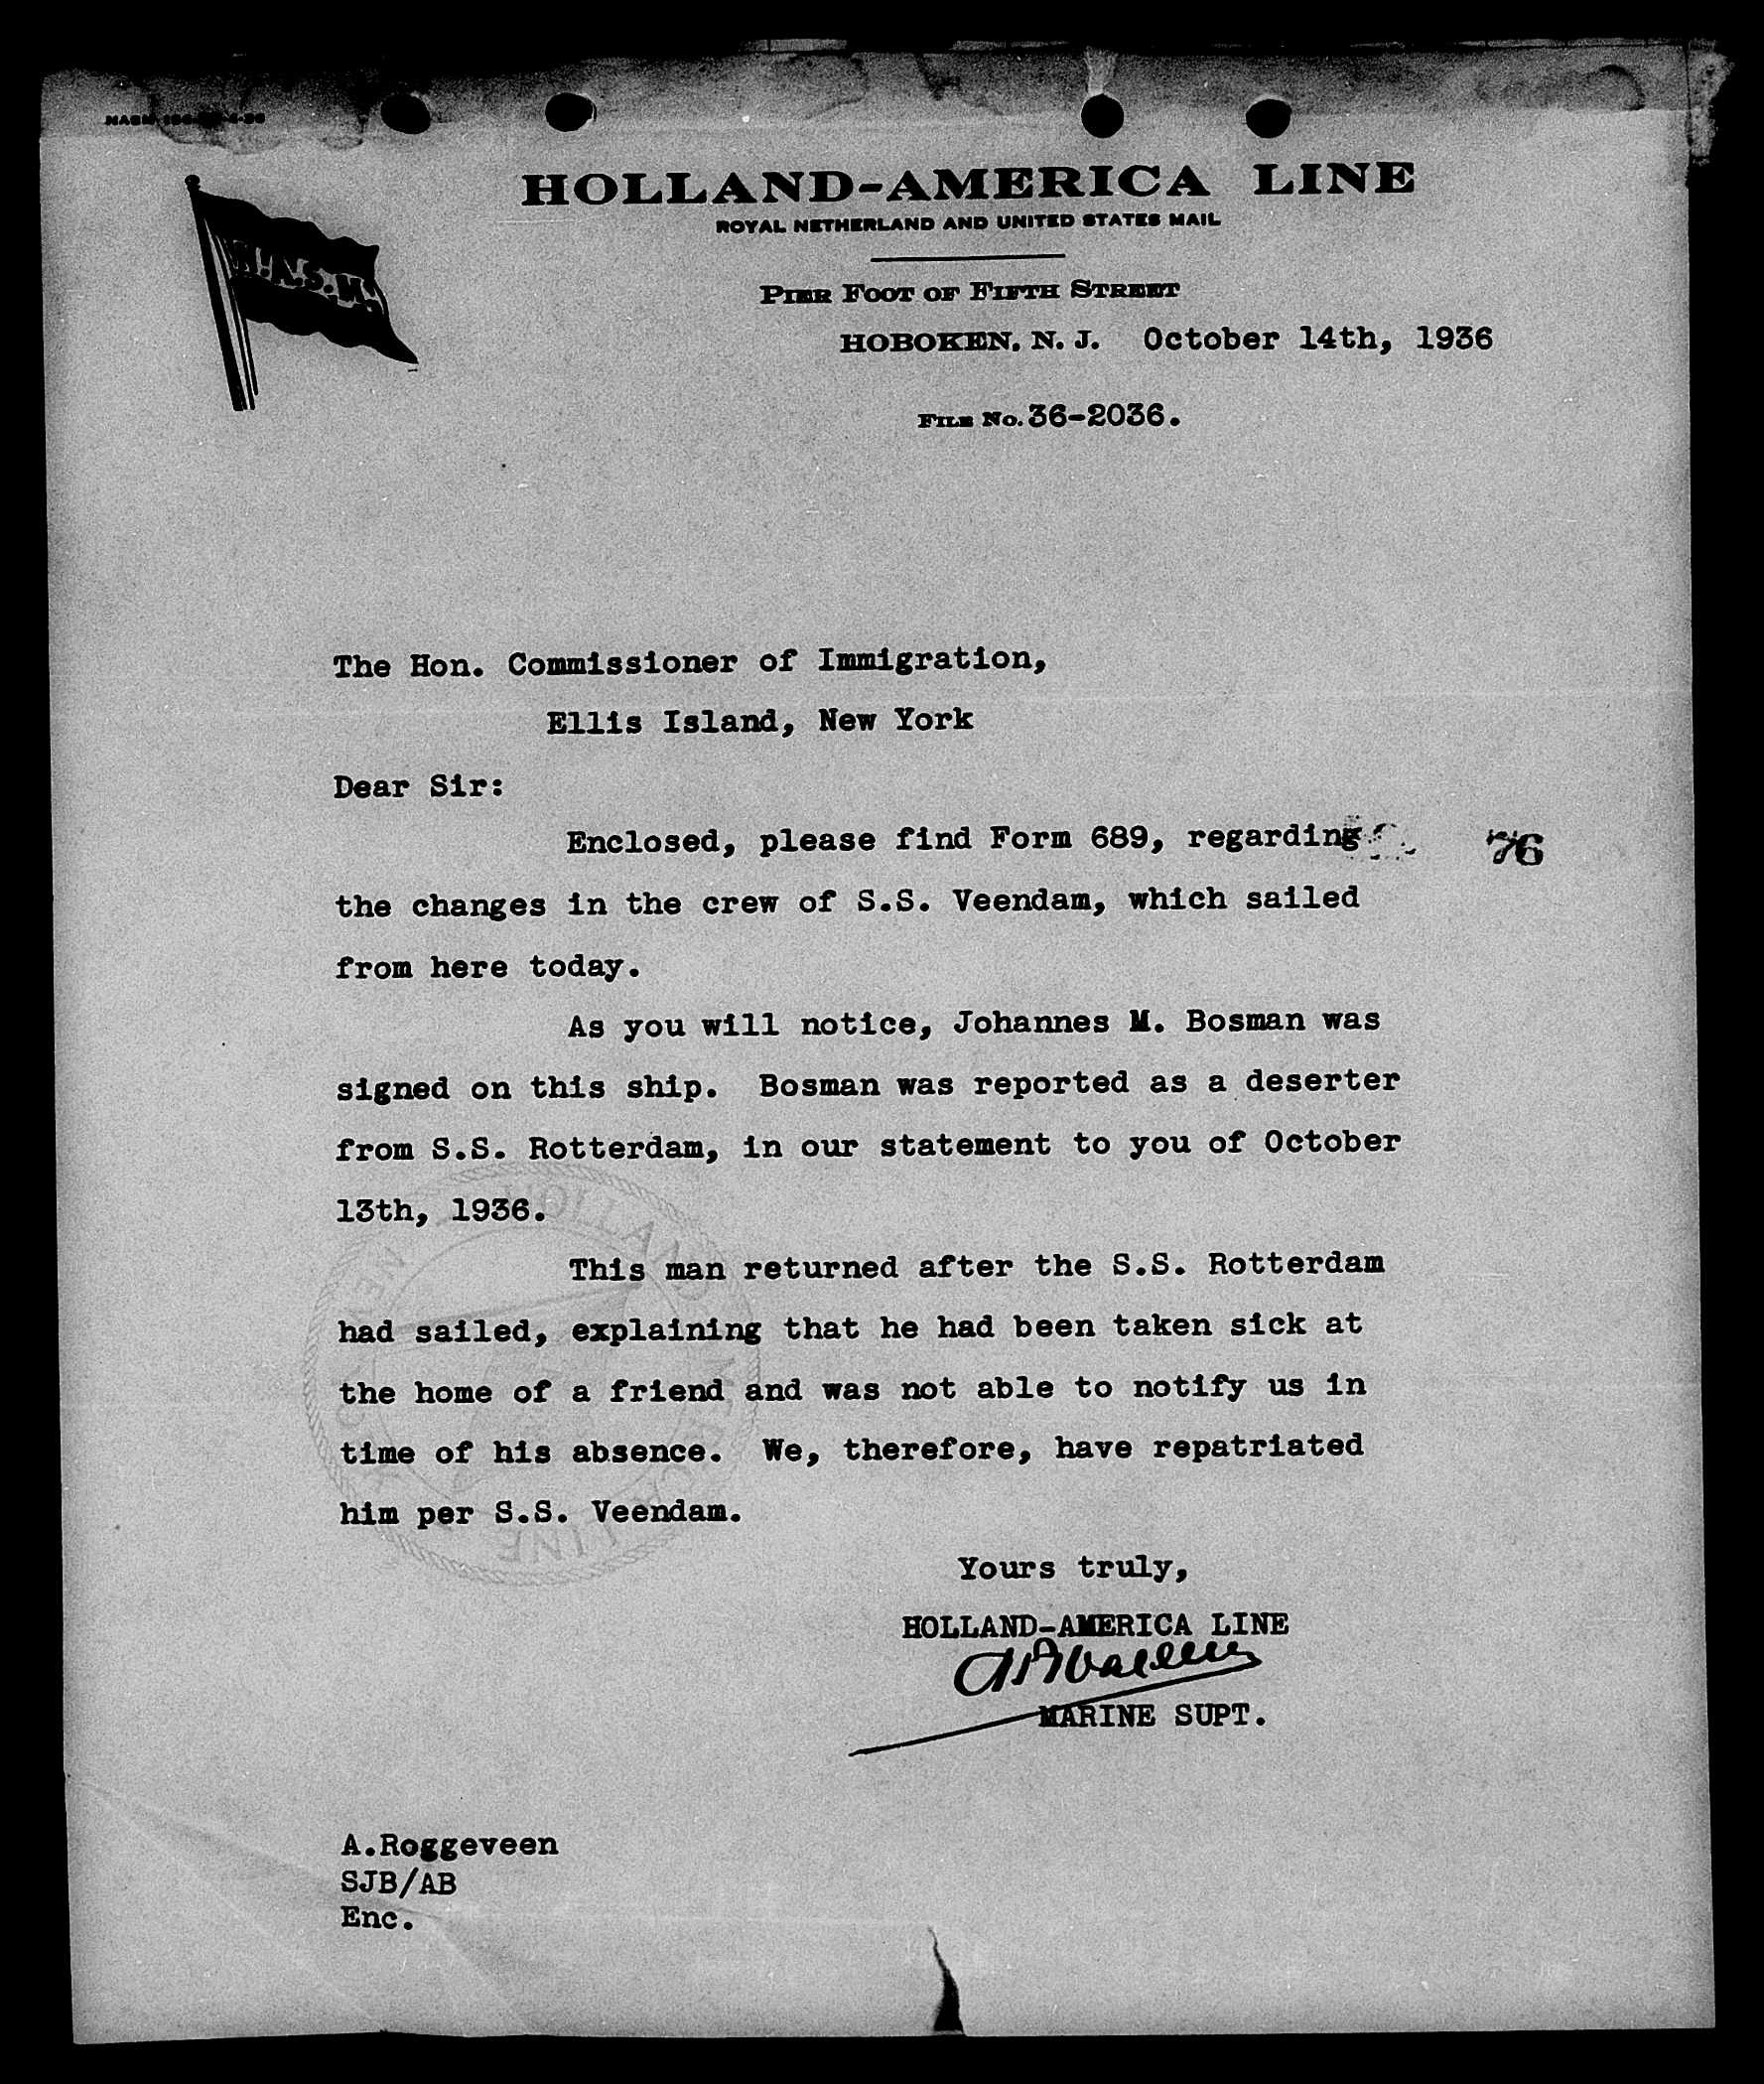 HOLLAND-AMERICA LINE
ROYAL NETHERLAND AND UNITED STATES MAIL
N.A.S.M.
PIER FOOT OF FIFTH STREET
HOBOKEN, N. J. October 14th, 1936
FILE No. 36-2036.
The Hon. Commissioner of Immigration,
Ellis Island, New York
Dear Sir:
Enclosed, please find Form 689, regarding 76
the changes in the crew of S.S. Veendam, which sailed
from here today.
As you will notice, Johannes M. Bosman was
signed on this ship. Bosman was reported as a deserter
from S.S. Rotterdam, in our statement to you of October
13th, 1936.
This man returned after the S.S. Rotterdam
had sailed, explaining that he had been taken sick at
the home of a friend and was not able to notify us in
time of his absence. We, therefore, have repatriated
him per S.S. Veendam.
Yours truly,
HOLLAND-AMERICA LINE
MARINE SUPT.
A.Roggeveen
SJB/AB
Enc.